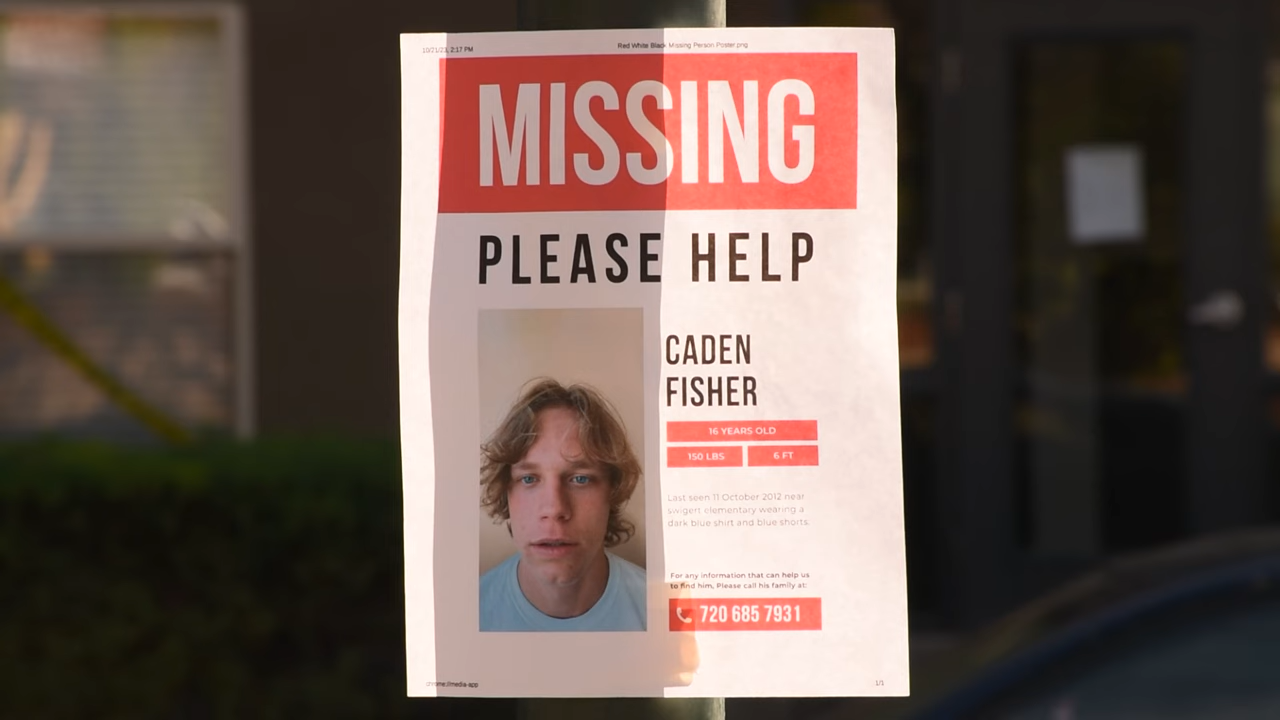 10/21/23, 2:17 PM Red White Black Missing Person Poster.png
MISSING
PLEASE HELP
CADEN
FISHER
16 YEARS OLD
150 LBS 6 FT
Last seen 11 October 2012 near
swigert elementary wearing a
dark blue shirt and blue shorts.
For any information that can help us
to find him, Please call his family at:
720 685 7931
chrome://media-app 1/1